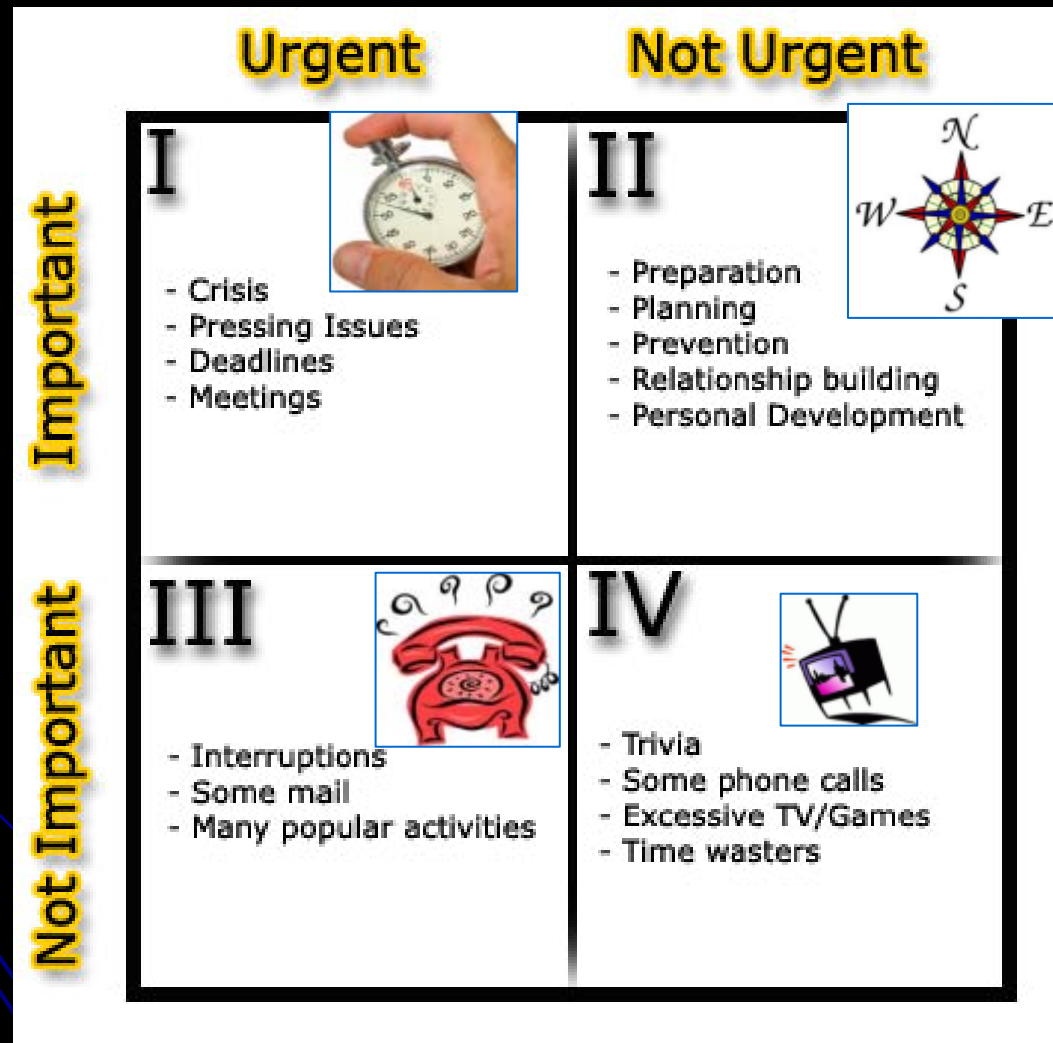 Urgent
Not Urgent
Important
I
- Crisis
- Pressing Issues
- Deadlines
- Meetings
II
N
W
E
S
- Preparation
- Planning
- Prevention
- Relationship building
- Personal Development
Not Important
III
- Interruptions
- Some mail
- Many popular activities
IV
- Trivia
- Some phone calls
- Excessive TV/Games
- Time wasters